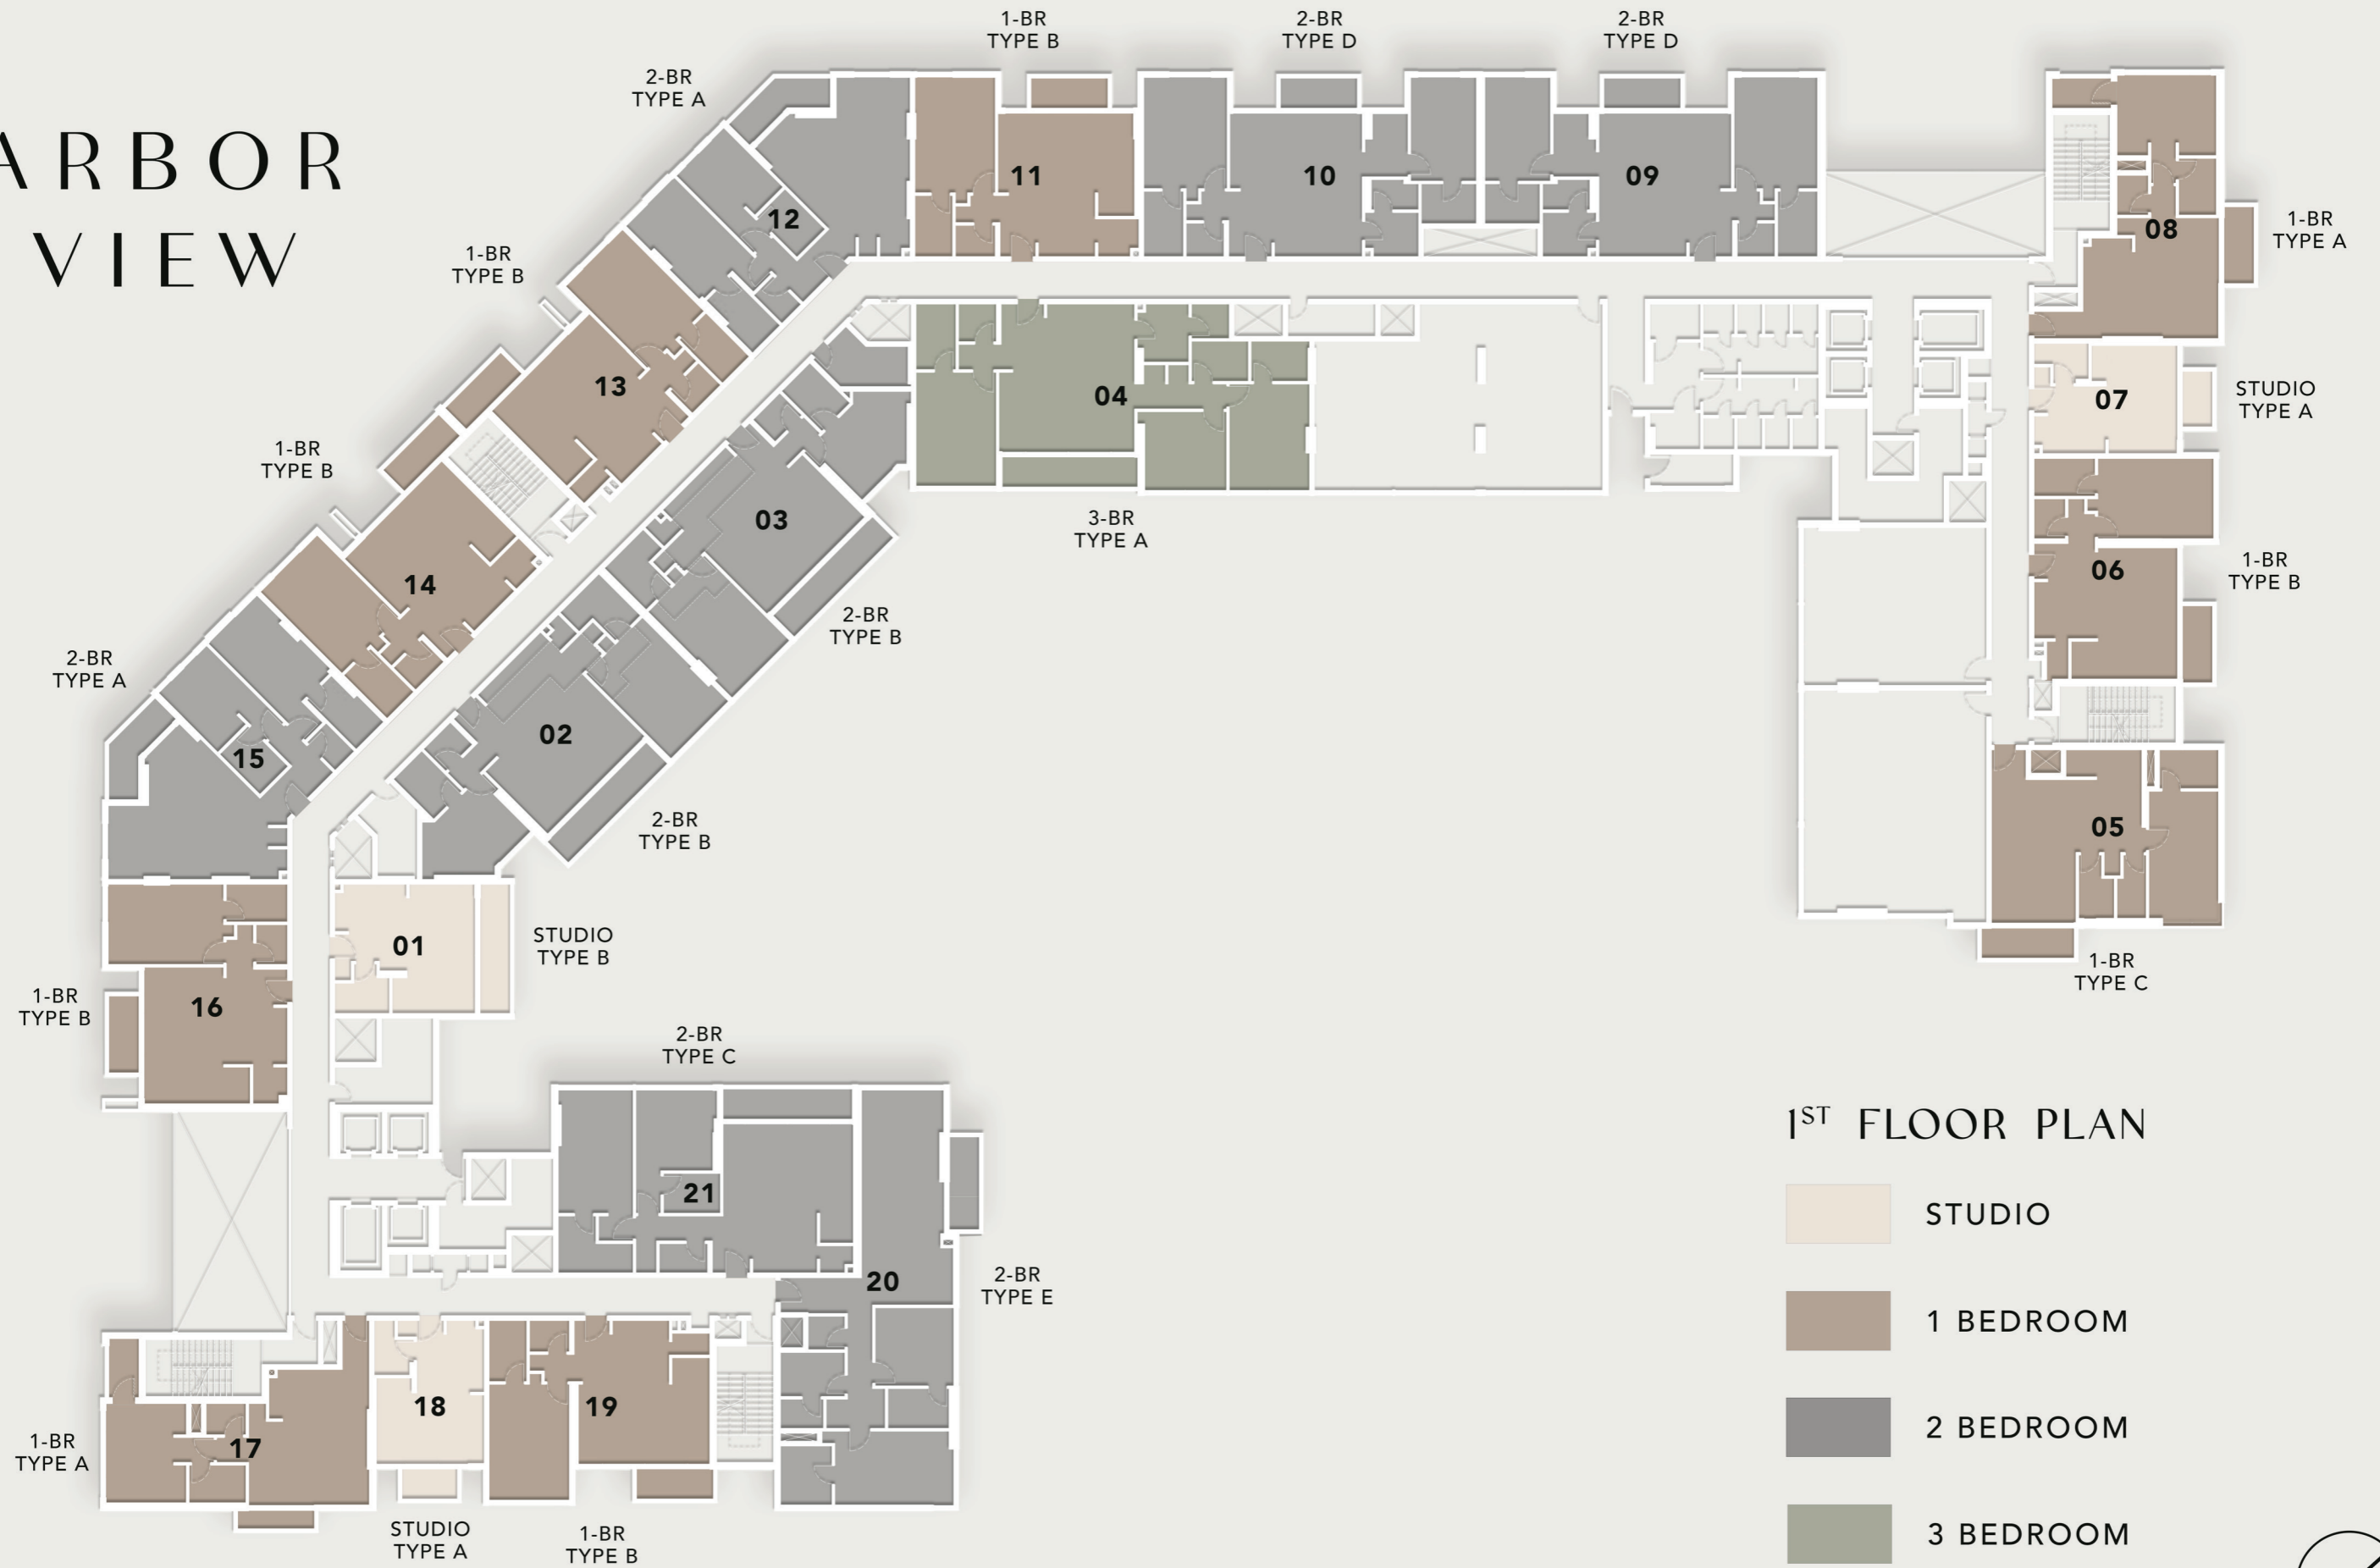 ARBOR
VIEW
1-BR
TYPE B
2-BR
TYPE D
2-BR
TYPE D
2-BR
TYPE A
11
10
09
12
08
1-BR
TYPE A
1-BR
TYPE B
13
04
07
STUDIO
TYPE A
1-BR
TYPE B
14
03
3-BR
TYPE A
06
1-BR
TYPE B
2-BR
TYPE B
2-BR
TYPE A
15
02
2-BR
TYPE B
05
1-BR
TYPE C
01
STUDIO
TYPE B
16
1-BR
TYPE B
2-BR
TYPE C
21
20
2-BR
TYPE E
17
1-BR
TYPE A
18
19
STUDIO
TYPE A
1-BR
TYPE B
1ST FLOOR PLAN
STUDIO
1 BEDROOM
2 BEDROOM
3 BEDROOM